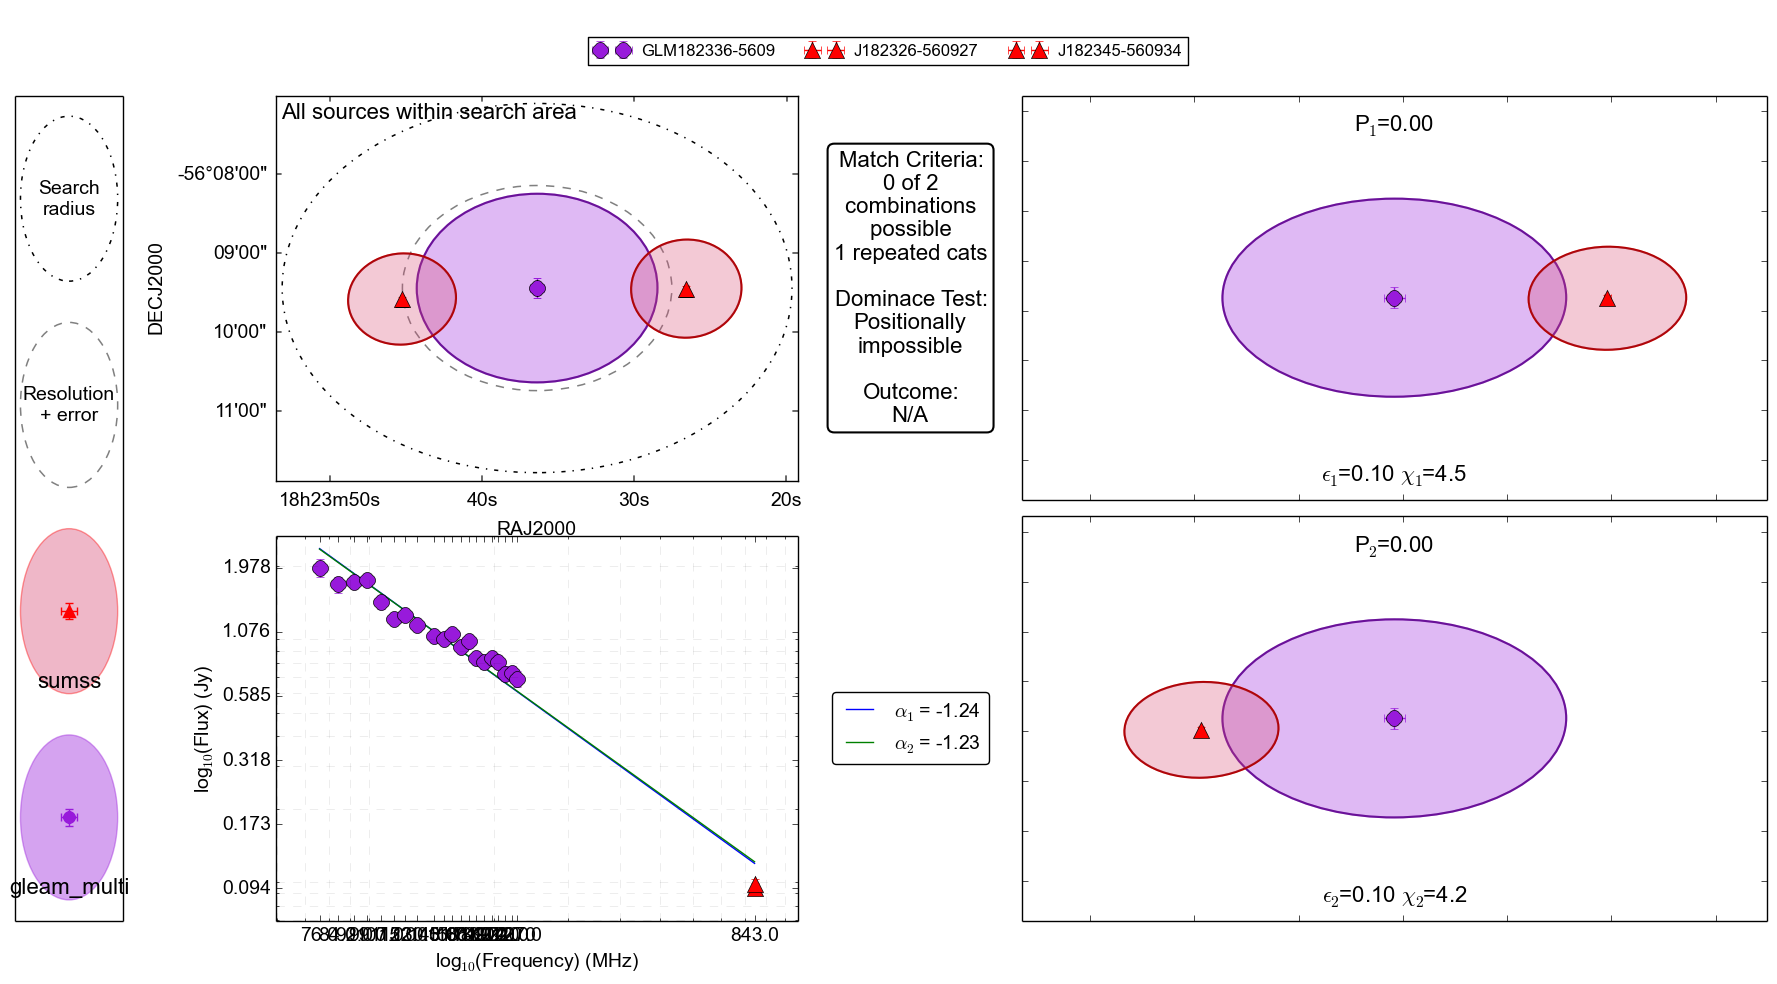 GLM182336-5609 J182326-560927 J182345-560934
Search
radius
Resolution
+ error
sumss
gleam_multi
All sources within search area
DECJ2000
-56°08'00"
09'00"
10'00"
11'00"
18h23m50s 40s 30s 20s
RAJ2000
Match Criteria:
0 of 2
combinations
possible
1 repeated cats
Dominace Test:
Positionally
impossible
Outcome:
N/A
P1=0.00
ϵ1=0.10 χ1=4.5
P2=0.00
ϵ2=0.10 χ2=4.2
log10(Flux) (Jy)
1.978
1.076
0.585
0.318
0.173
0.094
843.0
log10(Frequency) (MHz)
α1 = -1.24
α2 = -1.23